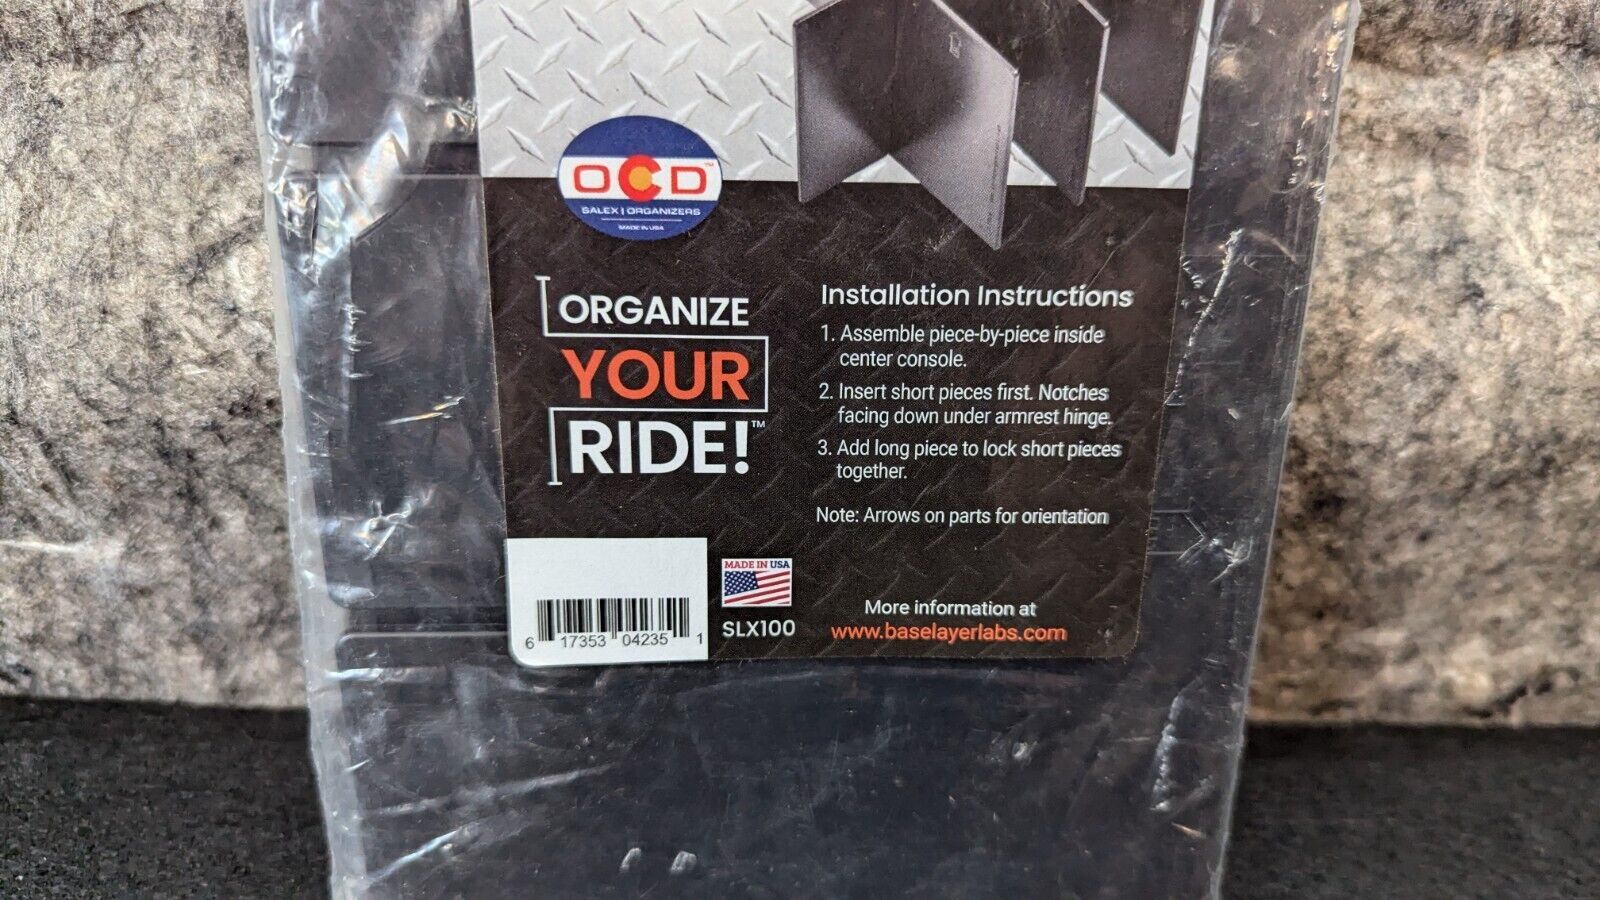 OCD™
SALEX | ORGANIZERS
MADE IN USA
ORGANIZE
YOUR
RIDE!™
Installation Instructions
1. Assemble piece-by-piece inside
center console.
2. Insert short pieces first. Notches
facing down under armrest hinge.
3. Add long piece to lock short pieces
together.
Note: Arrows on parts for orientation
MADE IN USA
SLX100
6 17353 04235 1
More information at
www.baselayerlabs.com